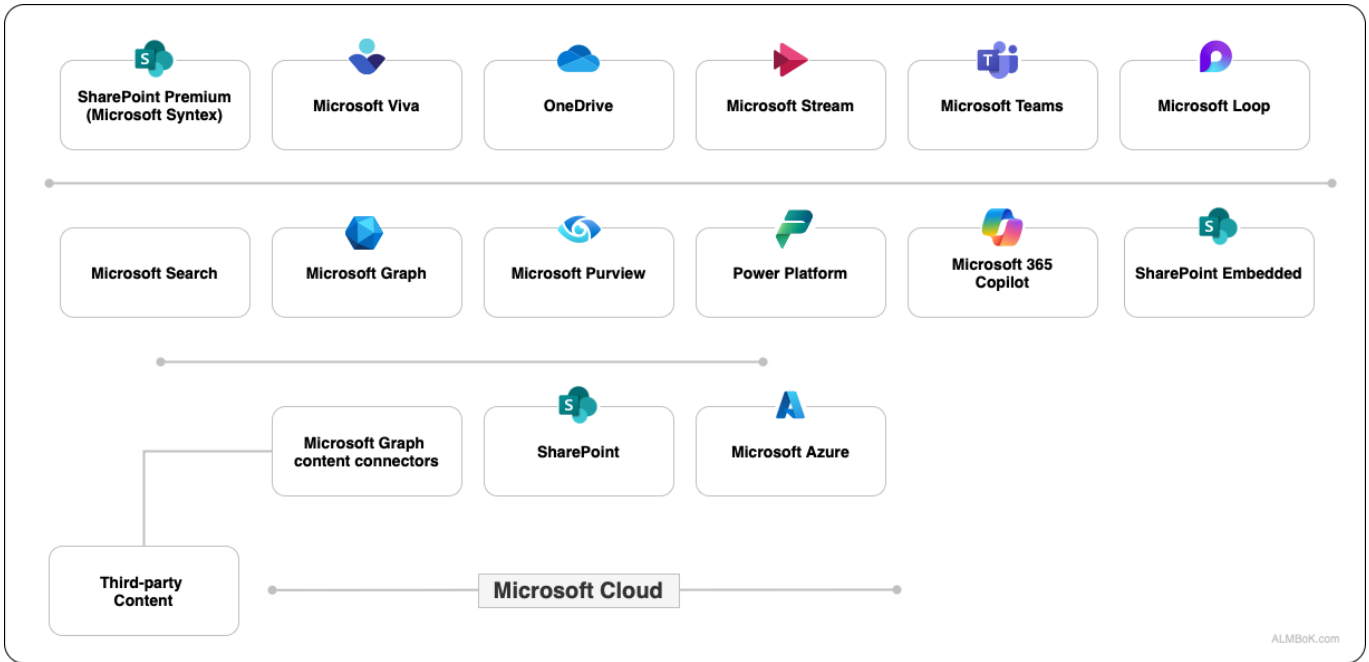 SharePoint Premium
(Microsoft Syntex)
Microsoft Viva
OneDrive
Microsoft Stream
Microsoft Teams
Microsoft Loop
Microsoft Search
Microsoft Graph
Microsoft Purview
Power Platform
Microsoft 365
Copilot
SharePoint Embedded
Microsoft Graph
content connectors
SharePoint
Microsoft Azure
Third-party
Content
Microsoft Cloud
ALMBoK.com